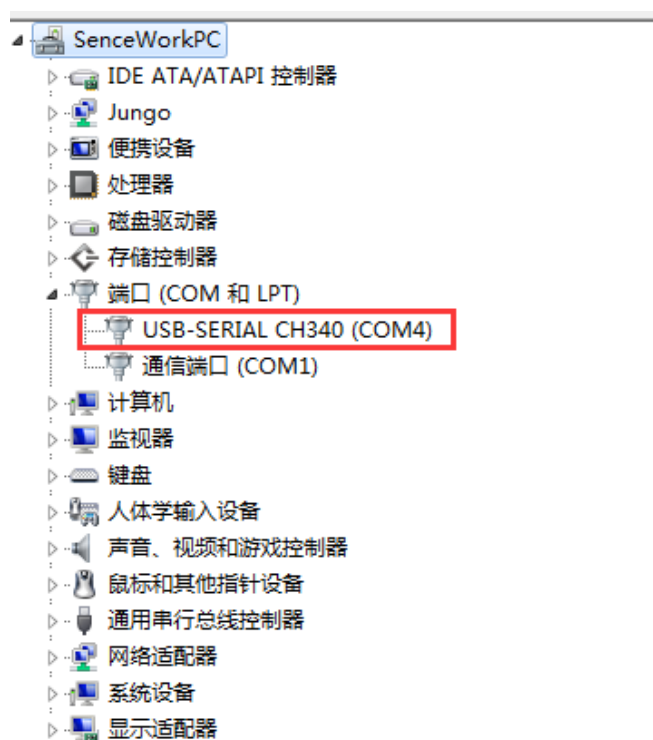 SenceWorkPC
IDE ATA/ATAPI 控制器
Jungo
便携设备
处理器
磁盘驱动器
存储控制器
端口 (COM 和 LPT)
USB-SERIAL CH340 (COM4)
通信端口 (COM1)
计算机
监视器
键盘
人体学输入设备
声音、视频和游戏控制器
鼠标和其他指针设备
通用串行总线控制器
网络适配器
系统设备
显示适配器